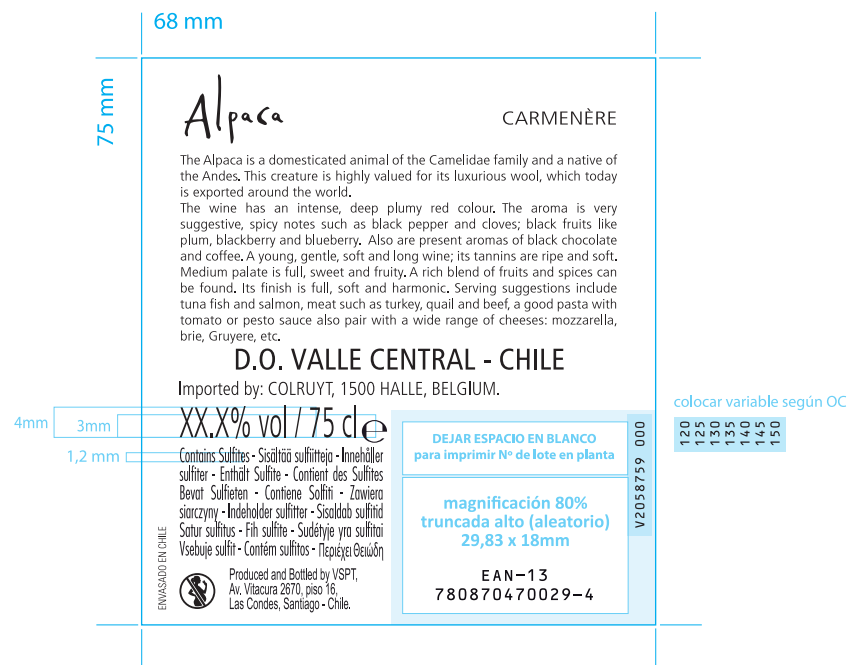 68 mm
75 mm
Alpaca
CARMENÈRE
The Alpaca is a domesticated animal of the Camelidae family and a native of
the Andes. This creature is highly valued for its luxurious wool, which today
is exported around the world.
The wine has an intense, deep plumy red colour. The aroma is very
suggestive, spicy notes such as black pepper and cloves; black fruits like
plum, blackberry and blueberry. Also are present aromas of black chocolate
and coffee. A young, gentle, soft and long wine; its tannins are ripe and soft.
Medium palate is full, sweet and fruity. A rich blend of fruits and spices can
be found. Its finish is full, soft and harmonic. Serving suggestions include
tuna fish and salmon, meat such as turkey, quail and beef, a good pasta with
tomato or pesto sauce also pair with a wide range of cheeses: mozzarella,
brie, Gruyere, etc.
D.O. VALLE CENTRAL - CHILE
Imported by: COLRUYT, 1500 HALLE, BELGIUM.
4mm
3mm
1,2 mm
XX.X% vol / 75 cl e
Contains Sulfites - Sisältää sulfitteja - Innehåller
sulfiter - Enthält Sulfite - Contient des Sulfites
Bevat Sulfieten - Contiene Solfiti - Zawiera
siarczyny - Indeholder sulfitter - Sisaldab sulfitid
Satur sulfitus - Fih sulfite - Sudėtyje yra sulfitai
Vsebuje sulfit - Contém sulfitos - Περιέχει Θειώδη
ENVASADO EN CHILE
Produced and Bottled by VSPT,
Av. Vitacura 2670, piso 16,
Las Condes, Santiago - Chile.
DEJAR ESPACIO EN BLANCO
para imprimir Nº de lote en planta
magnificación 80%
truncada alto (aleatorio)
29,83 x 18mm
EAN-13
780870470029-4
V2058759 000
colocar variable según OC
120
125
130
135
140
145
150